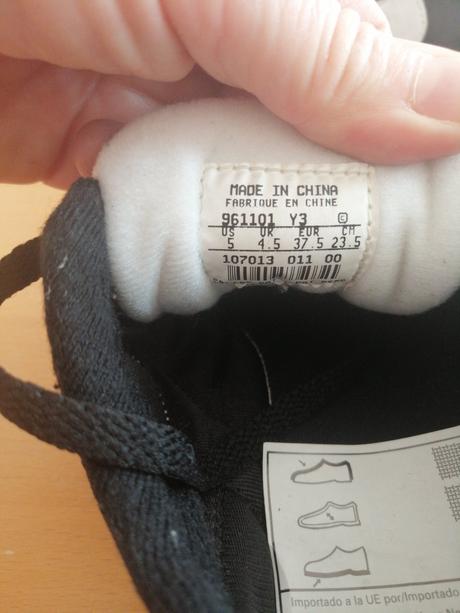 MADE IN CHINA
FABRIQUE EN CHINE
961101 Y3 ©
US UK EUR CM
5 4.5 37.5 23.5
107013 011 00
Importado a la UE por/Importado